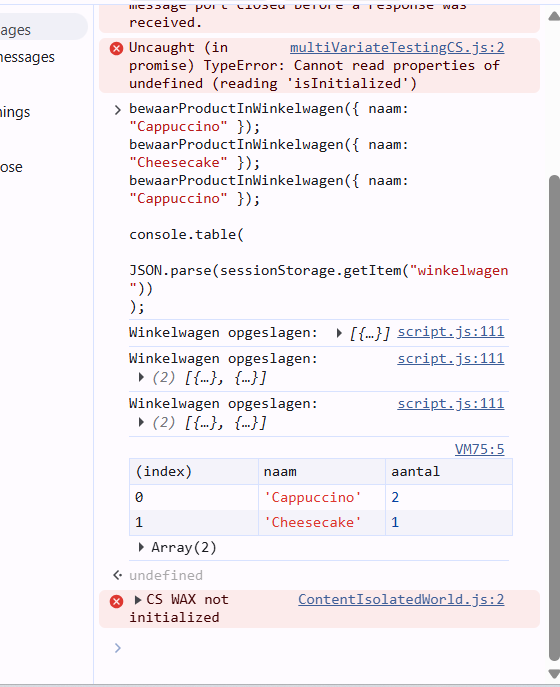 message port closed before a response was
received.
ages
Uncaught (in multiVariateTestingCS.js:2
promise) TypeError: Cannot read properties of
undefined (reading 'isInitialized')
messages
bewaarProductInWinkelwagen({ naam:
"Cappuccino" });
bewaarProductInWinkelwagen({ naam:
"Cheesecake" });
bewaarProductInWinkelwagen({ naam:
"Cappuccino" });
console.table(
JSON.parse(sessionStorage.getItem("winkelwagen
"))
);
nings
ose
Winkelwagen opgeslagen: [{…}] script.js:111
Winkelwagen opgeslagen: script.js:111
(2) [{…}, {…}]
Winkelwagen opgeslagen: script.js:111
(2) [{…}, {…}]
VM75:5
(index) naam aantal
0 'Cappuccino' 2
1 'Cheesecake' 1
Array(2)
undefined
CS WAX not ContentIsolatedWorld.js:2
initialized